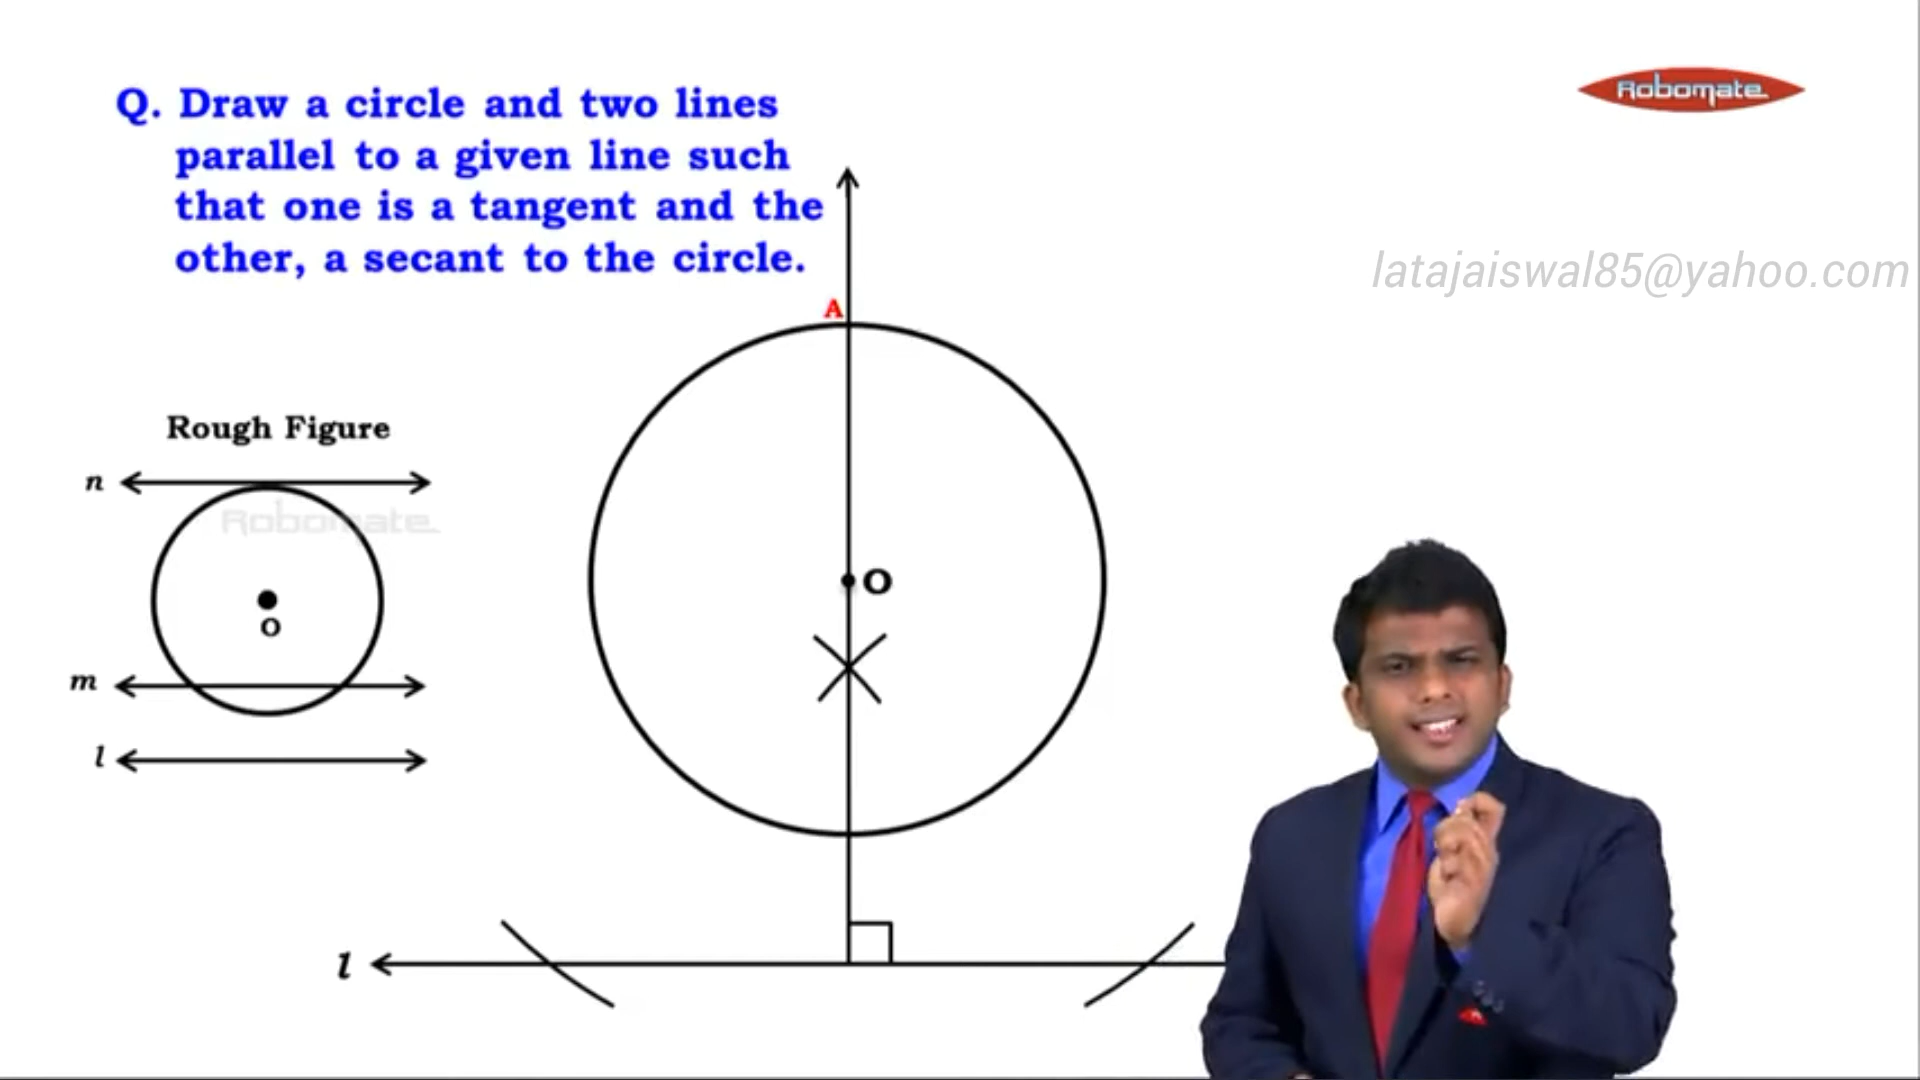 Q. Draw a circle and two lines
parallel to a given line such
that one is a tangent and the
other, a secant to the circle.
Robomate
latajaiswal85@yahoo.com
A
Rough Figure
n
Robomate
O
O
m
l
l